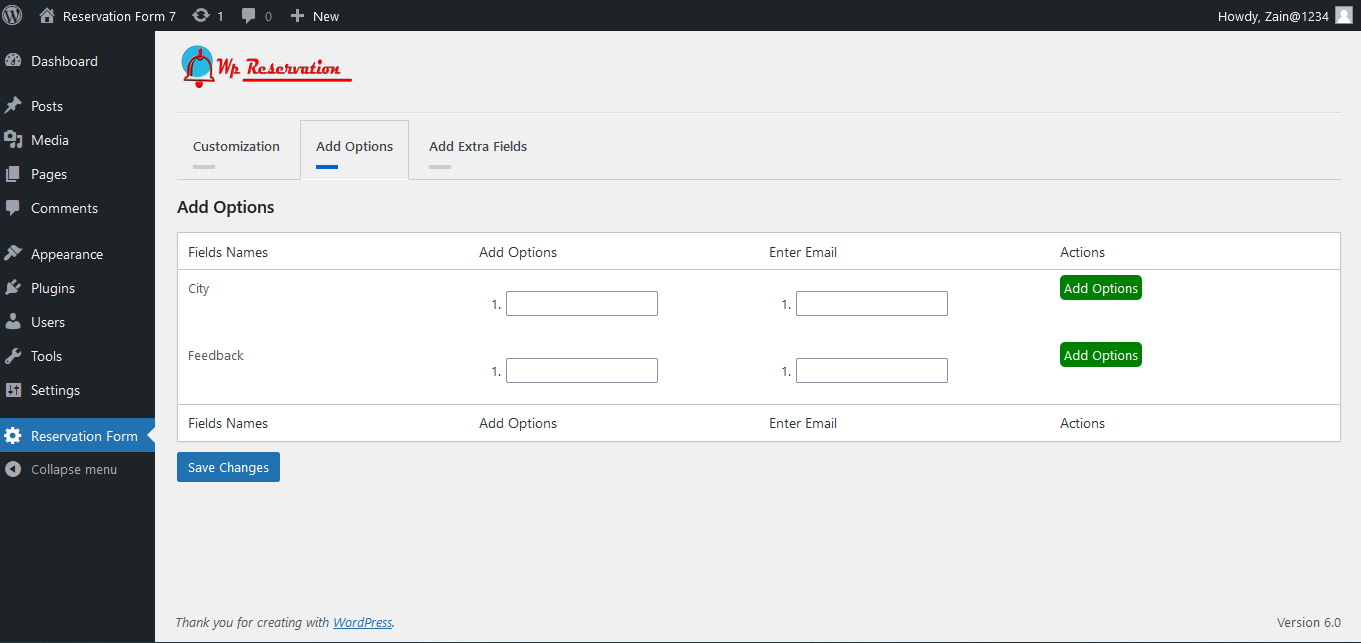 Reservation Form 7 1 0 New Howdy, Zain@1234
Dashboard
Posts
Media
Pages
Comments
Appearance
Plugins
Users
Tools
Settings
Reservation Form
Collapse menu
Wp Reservation
Customization Add Options Add Extra Fields
Add Options
Fields Names Add Options Enter Email Actions
City 1. 1. Add Options
Feedback 1. 1. Add Options
Fields Names Add Options Enter Email Actions
Save Changes
Thank you for creating with WordPress. Version 6.0